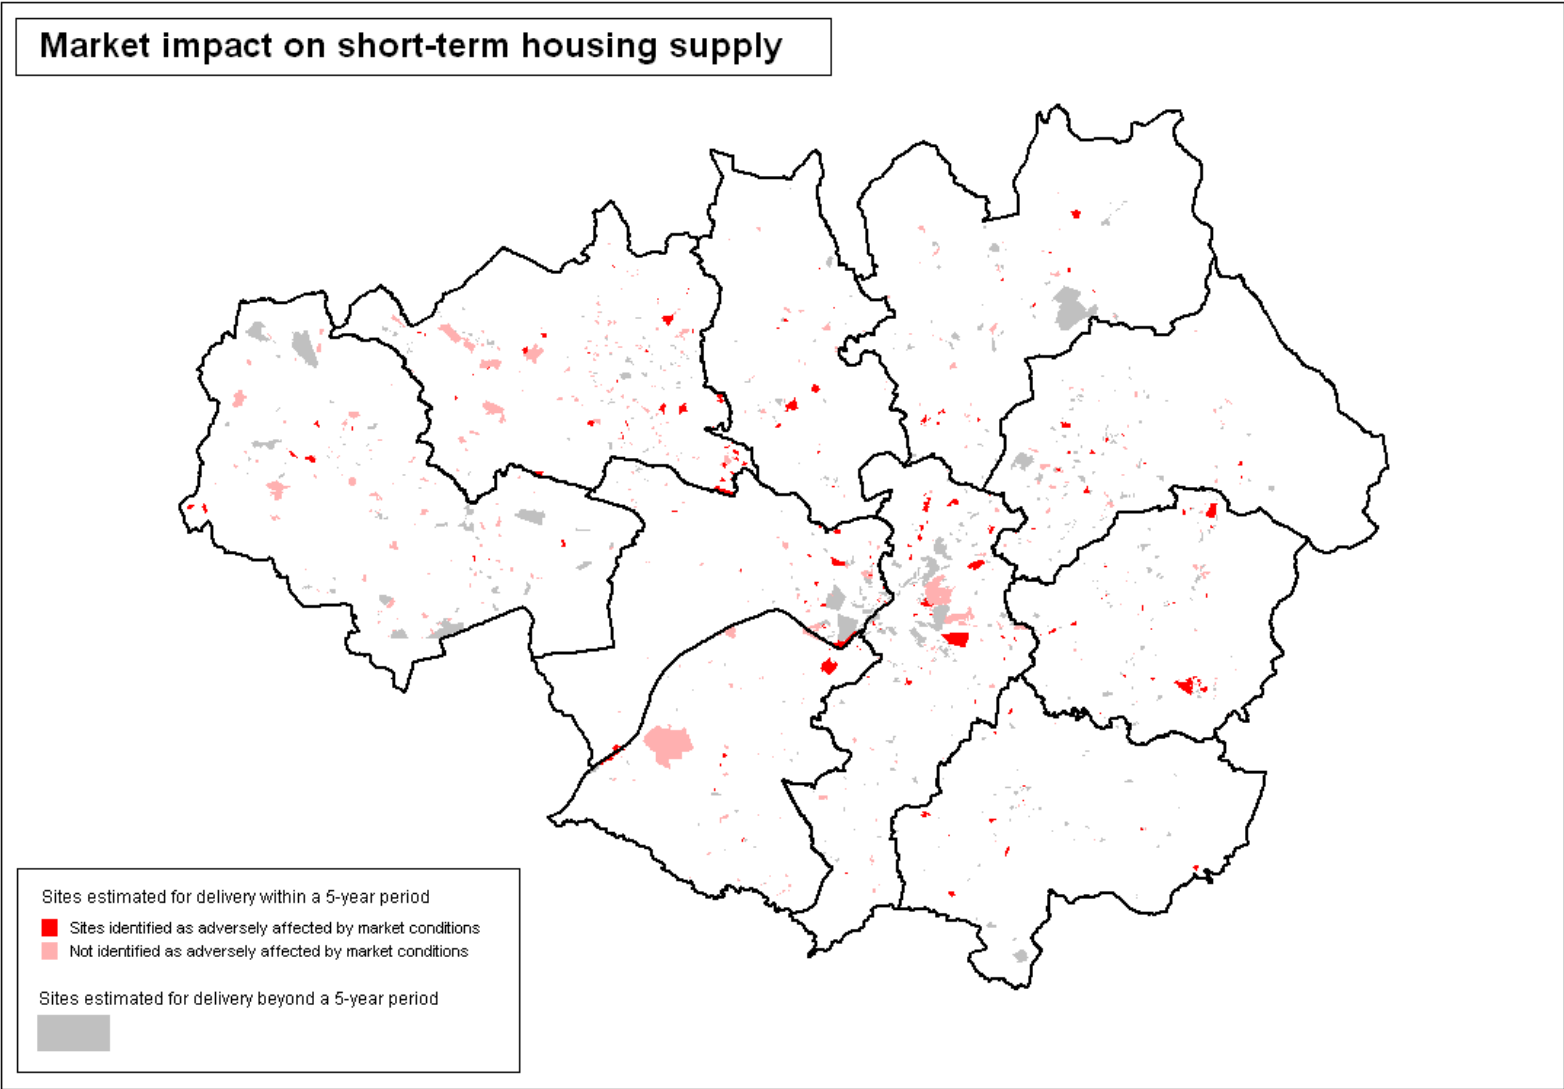 Market impact on short-term housing supply
Sites estimated for delivery within a 5-year period
Sites identified as adversely affected by market conditions
Not identified as adversely affected by market conditions
Sites estimated for delivery beyond a 5-year period